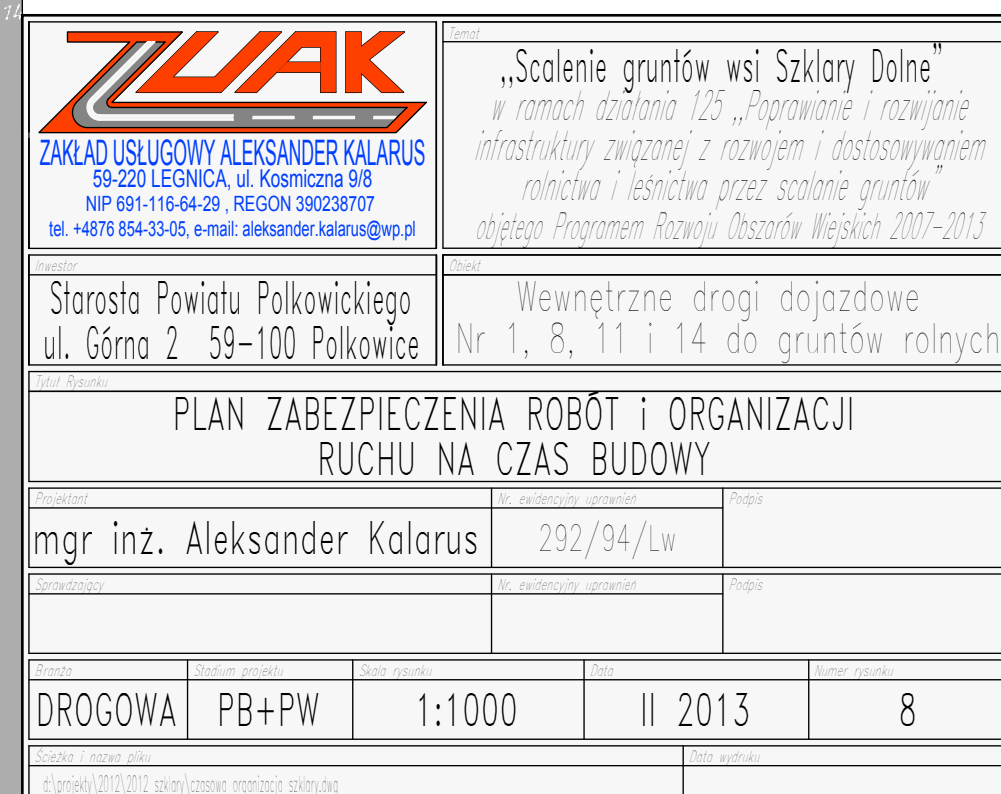 14
ZUAK
ZAKŁAD USŁUGOWY ALEKSANDER KALARUS
59-220 LEGNICA, ul. Kosmiczna 9/8
NIP 691-116-64-29 , REGON 390238707
tel. +4876 854-33-05, e-mail: aleksander.kalarus@wp.pl
Temat
,,Scalenie gruntów wsi Szklary Dolne”
w ramach działania 125 ,,Poprawianie i rozwijanie
infrastruktury związanej z rozwojem i dostosowywaniem
rolnictwa i leśnictwa przez scalanie gruntów”
objętego Programem Rozwoju Obszarów Wiejskich 2007-2013
Inwestor
Starosta Powiatu Polkowickiego
ul. Górna 2 59-100 Polkowice
Obiekt
Wewnętrzne drogi dojazdowe
Nr 1, 8, 11 i 14 do gruntów rolnych
Tytuł Rysunku
PLAN ZABEZPIECZENIA ROBÓT i ORGANIZACJI
RUCHU NA CZAS BUDOWY
Projektant
mgr inż. Aleksander Kalarus
Nr. ewidencyjny uprawnień
292/94/Lw
Podpis
Sprawdzający
Nr. ewidencyjny uprawnień
Podpis
Branża
DROGOWA
Stadium projektu
PB+PW
Skala rysunku
1:1000
Data
II 2013
Numer rysunku
8
Ścieżka i nazwa pliku
d:\projekty\2012\2012 szklary\czasowa organizacja szklary.dwg
Data wydruku